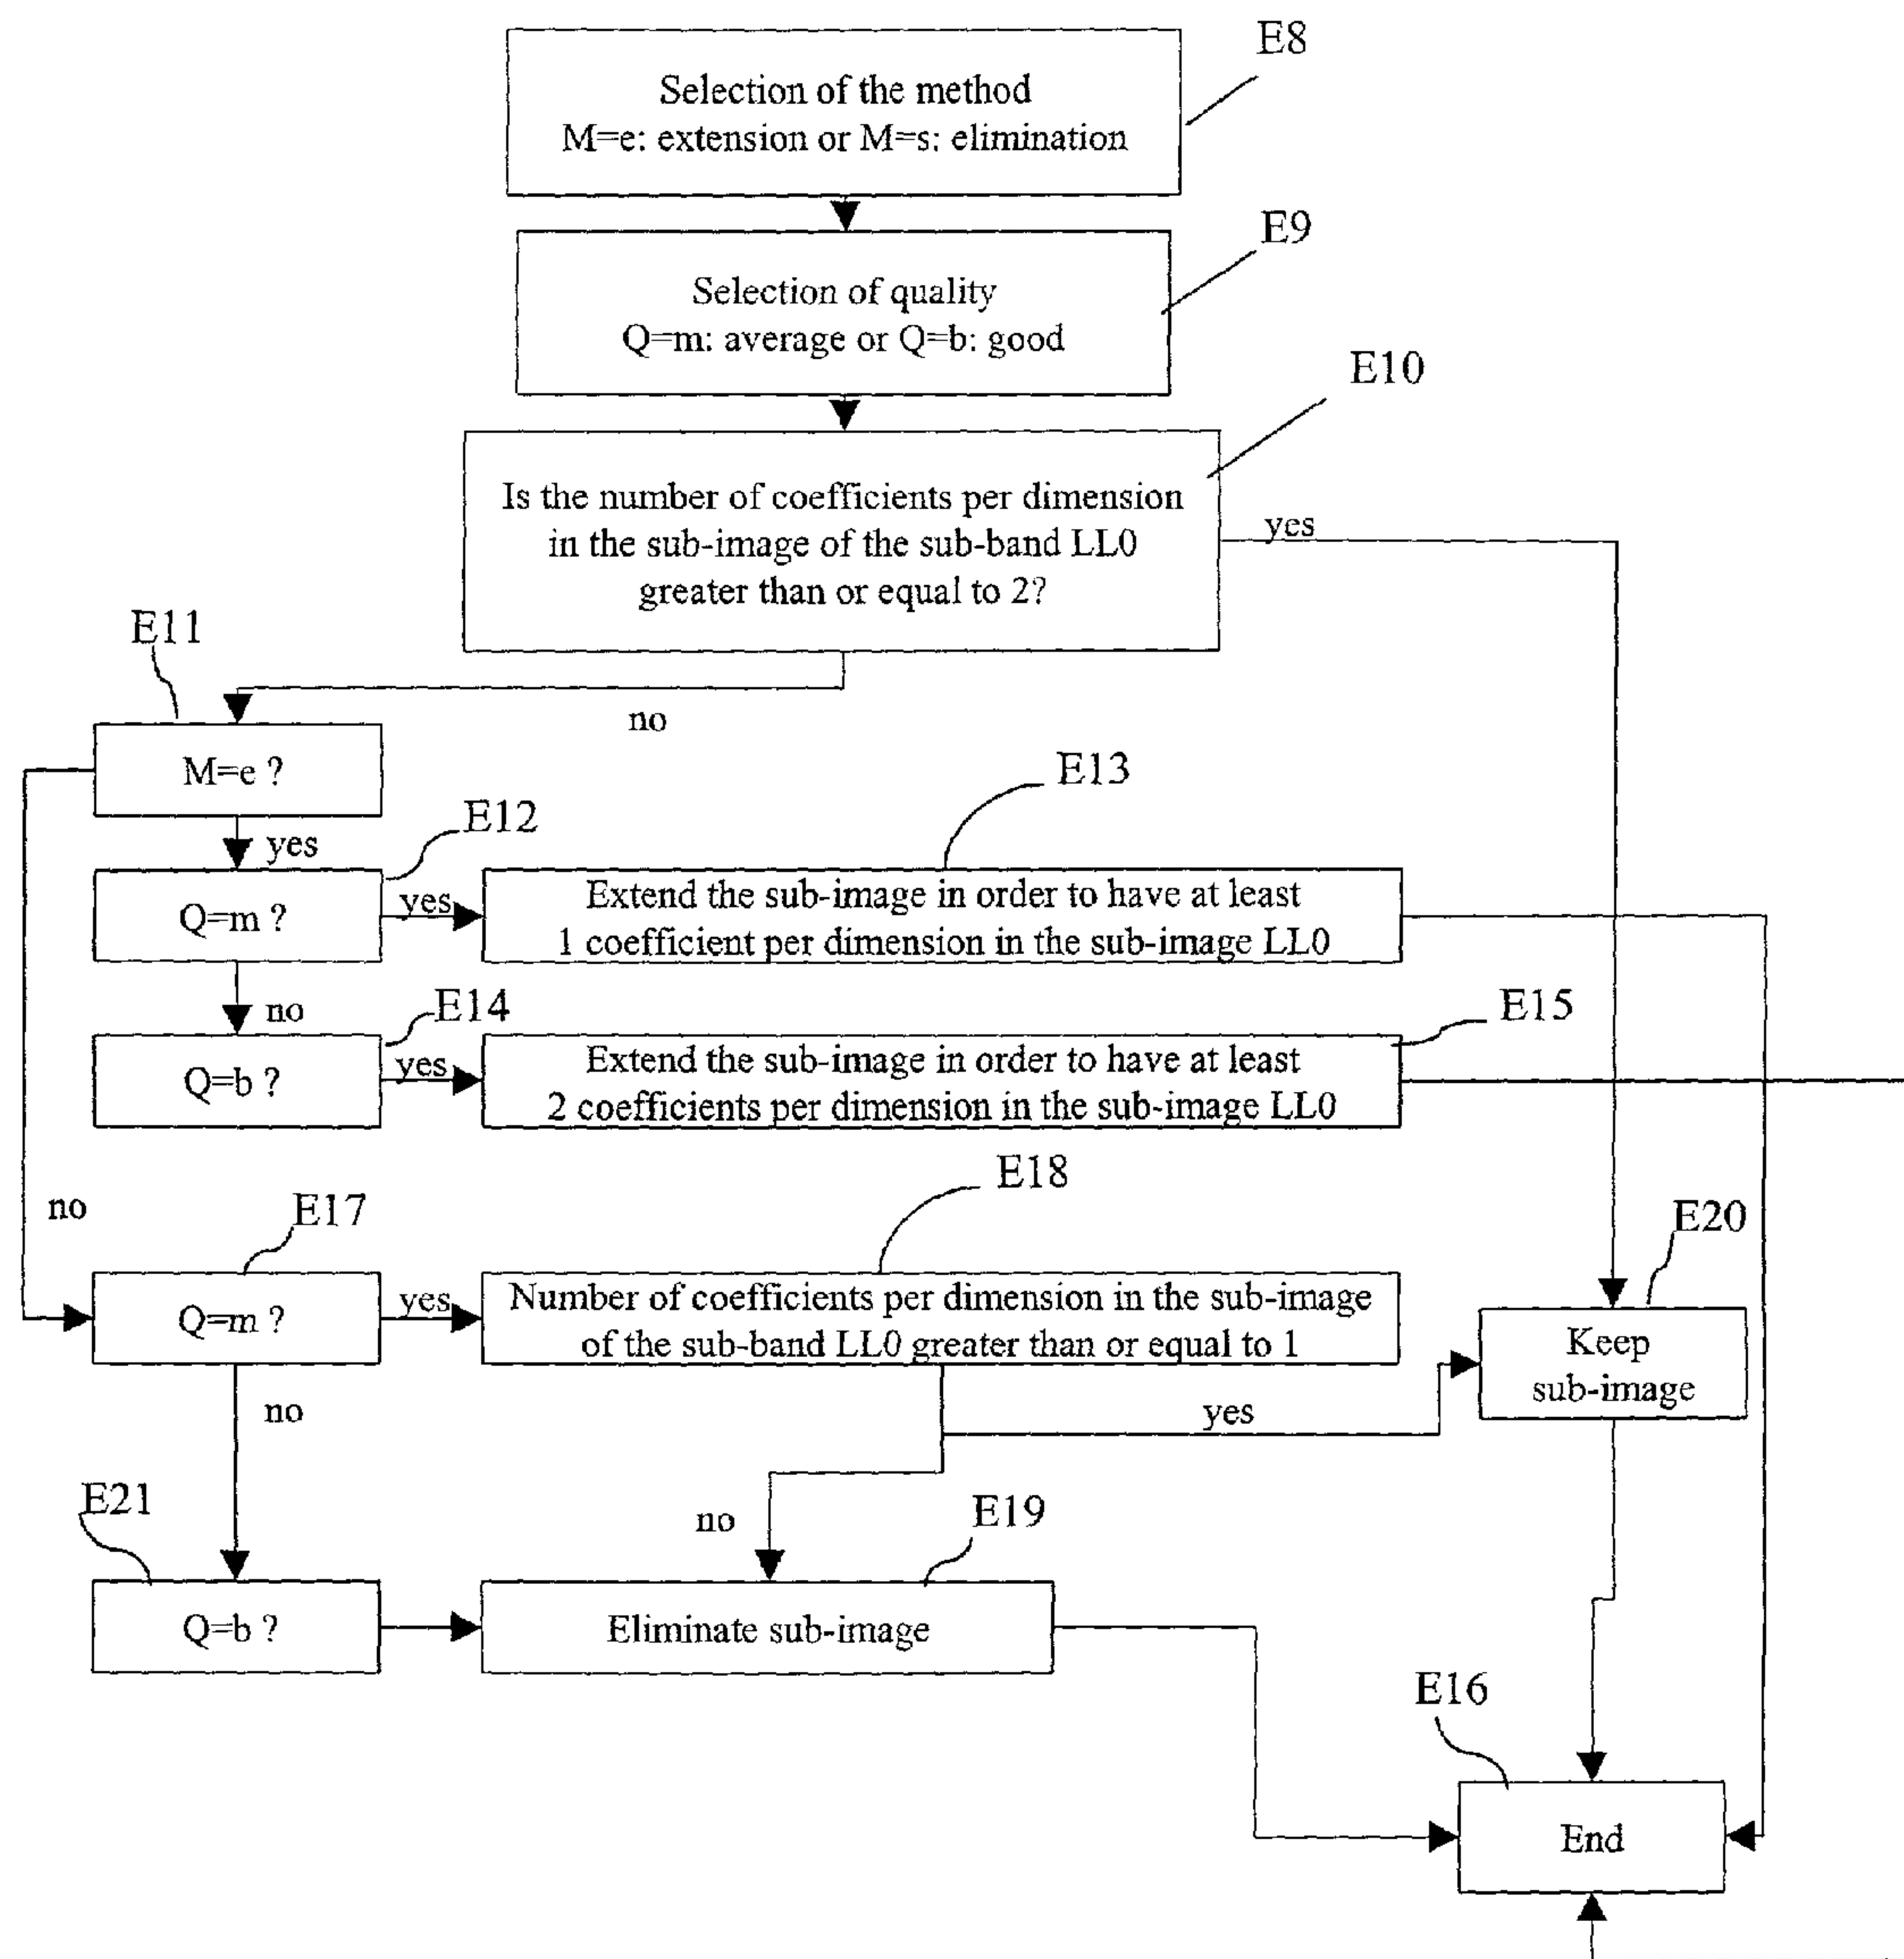 E8
Selection of the method
M=e: extension or M=s: elimination
E9
Selection of quality
Q=m: average or Q=b: good
E10
Is the number of coefficients per dimension
in the sub-image of the sub-band LL0
greater than or equal to 2?
yes
E11
no
M=e ?
E13
E12
yes
Q=m ?
yes
Extend the sub-image in order to have at least
1 coefficient per dimension in the sub-image LL0
E14
no
E15
Q=b ?
yes
Extend the sub-image in order to have at least
2 coefficients per dimension in the sub-image LL0
E18
no
E17
E20
Q=m ?
yes
Number of coefficients per dimension in the sub-image
of the sub-band LL0 greater than or equal to 1
Keep
sub-image
no
yes
E21
no
E19
Q=b ?
Eliminate sub-image
E16
End